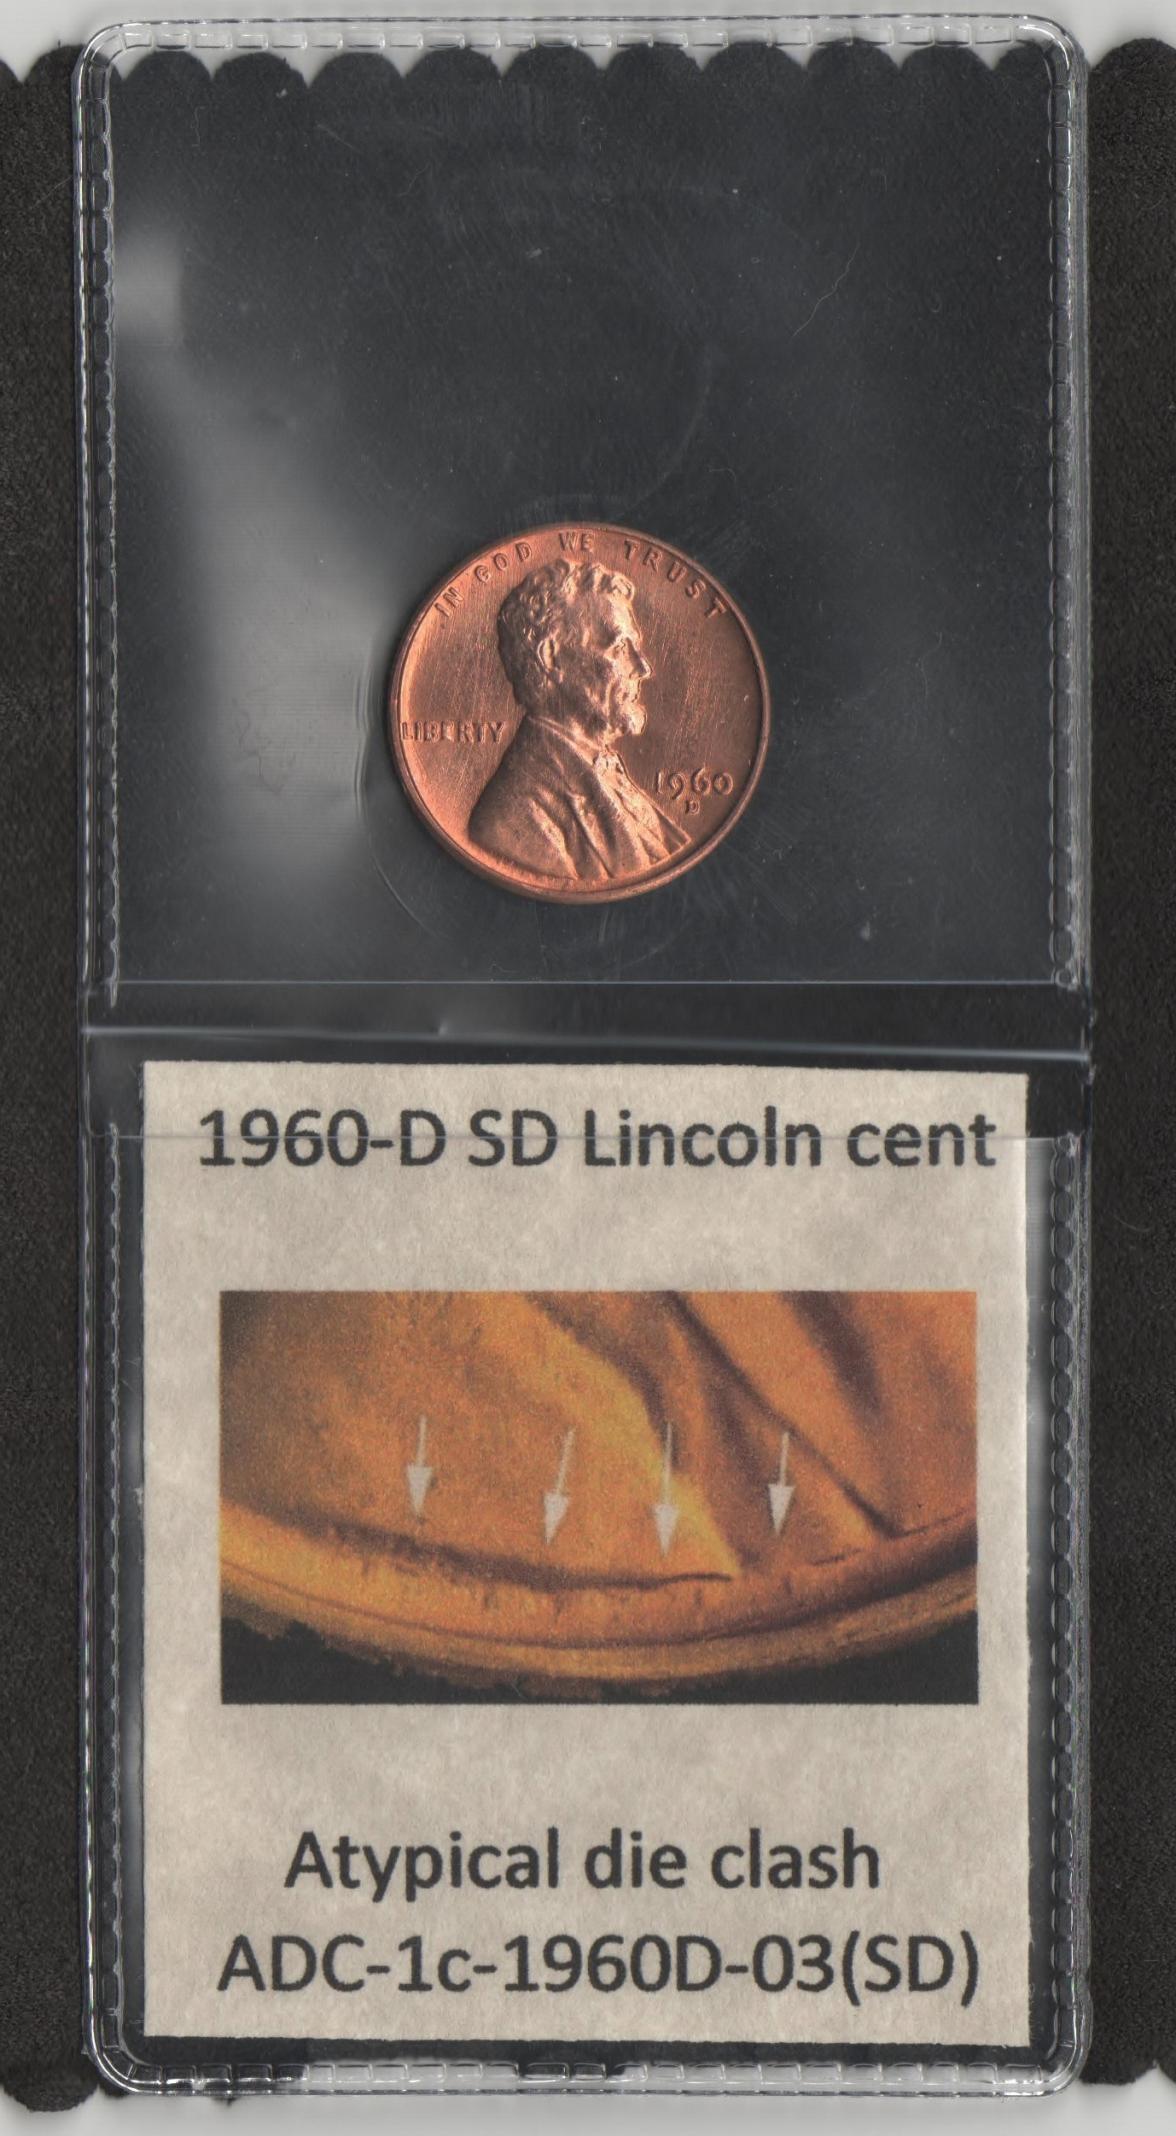 IN GOD WE TRUST
LIBERTY
1960
D
1960-D SD Lincoln cent
Atypical die clash
ADC-1c-1960D-03(SD)